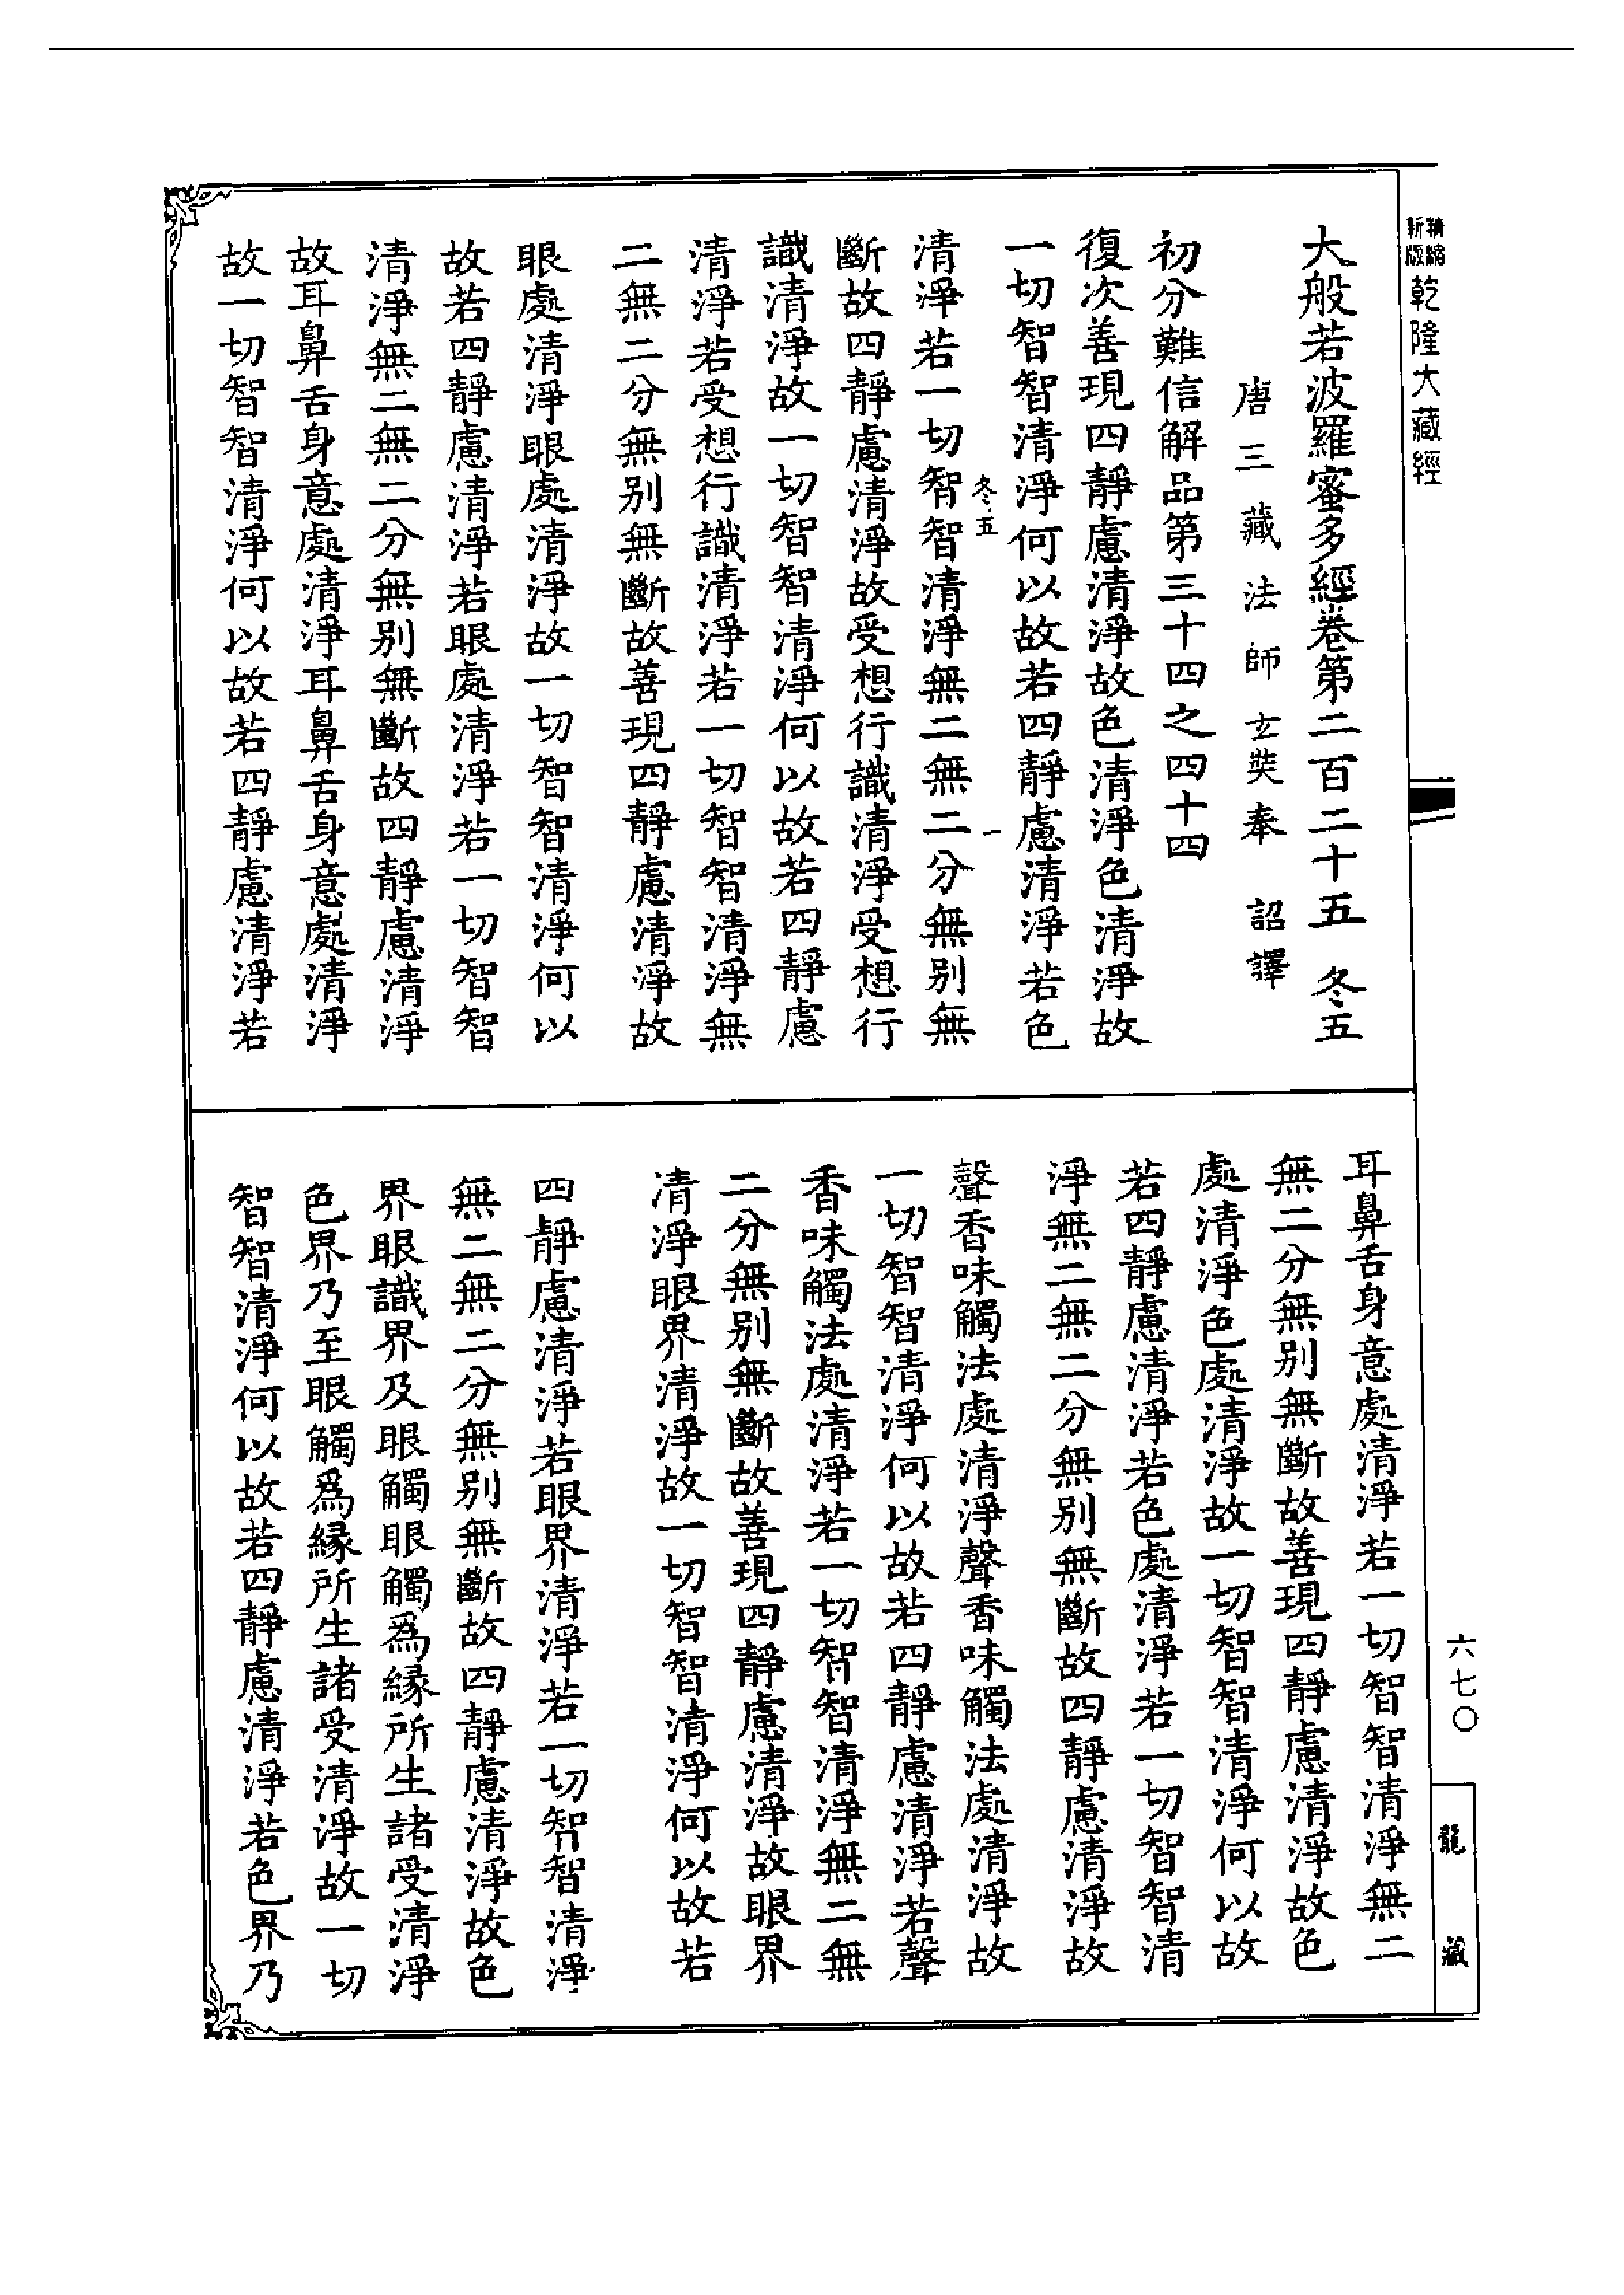 精縮新版乾隆大藏經
大般若波羅蜜多經卷第二百二十五 冬五
唐三藏法師玄奘奉 詔譯
初分難信解品第三十四之四十四
復次善現四靜慮清淨故色清淨色清淨故
一切智智清淨何以故若四靜慮清淨若色
冬五 一
清淨若一切智智清淨無二無二分無別無
斷故四靜慮清淨故受想行識清淨受想行
識清淨故一切智智清淨何以故若四靜慮
清淨若受想行識清淨若一切智智清淨無
二無二分無別無斷故善現四靜慮清淨故
眼處清淨眼處清淨故一切智智清淨何以
故若四靜慮清淨若眼處清淨若一切智智
清淨無二無二分無別無斷故四靜慮清淨
故耳鼻舌身意處清淨耳鼻舌身意處清淨
故一切智智清淨何以故若四靜慮清淨若
耳鼻舌身意處清淨若一切智智清淨無二
無二分無別無斷故善現四靜慮清淨故色
處清淨色處清淨故一切智智清淨何以故
若四靜慮清淨若色處清淨若一切智智清
淨無二無二分無別無斷故四靜慮清淨故
聲香味觸法處清淨聲香味觸法處清淨故
一切智智清淨何以故若四靜慮清淨若聲
香味觸法處清淨若一切智智清淨無二無
二分無別無斷故善現四靜慮清淨故眼界
清淨眼界清淨故一切智智清淨何以故若
四靜慮清淨若眼界清淨若一切智智清淨
無二無二分無別無斷故四靜慮清淨故色
界眼識界及眼觸眼觸為緣所生諸受清淨
色界乃至眼觸為緣所生諸受清淨故一切
智智清淨何以故若四靜慮清淨若色界乃
六七〇
龍藏